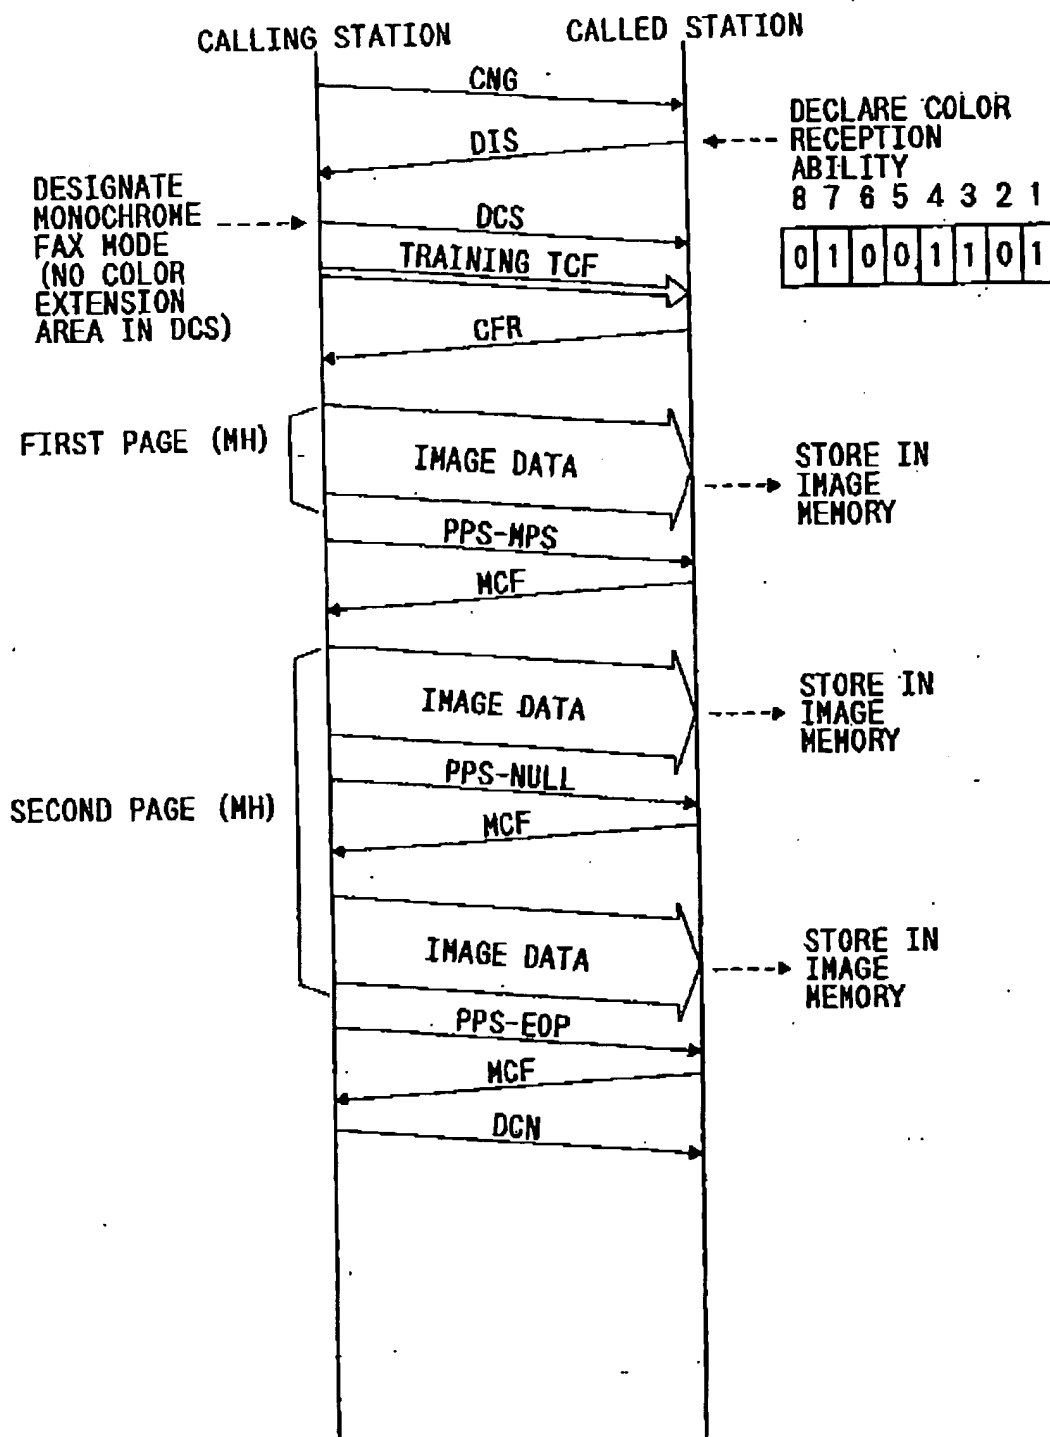 CALLING STATION
CALLED STATION
CNG
DECLARE COLOR
RECEPTION
ABILITY
DIS
8 7 6 5 4 3 2 1
0 1 0 0 1 1 0 1
DESIGNATE
MONOCHROME
FAX MODE
(NO COLOR
EXTENSION
AREA IN DCS)
DCS
TRAINING TCF
CFR
FIRST PAGE (MH)
IMAGE DATA
STORE IN
IMAGE
MEMORY
PPS-MPS
MCF
SECOND PAGE (MH)
IMAGE DATA
STORE IN
IMAGE
MEMORY
PPS-NULL
MCF
IMAGE DATA
STORE IN
IMAGE
MEMORY
PPS-EOP
MCF
DCN